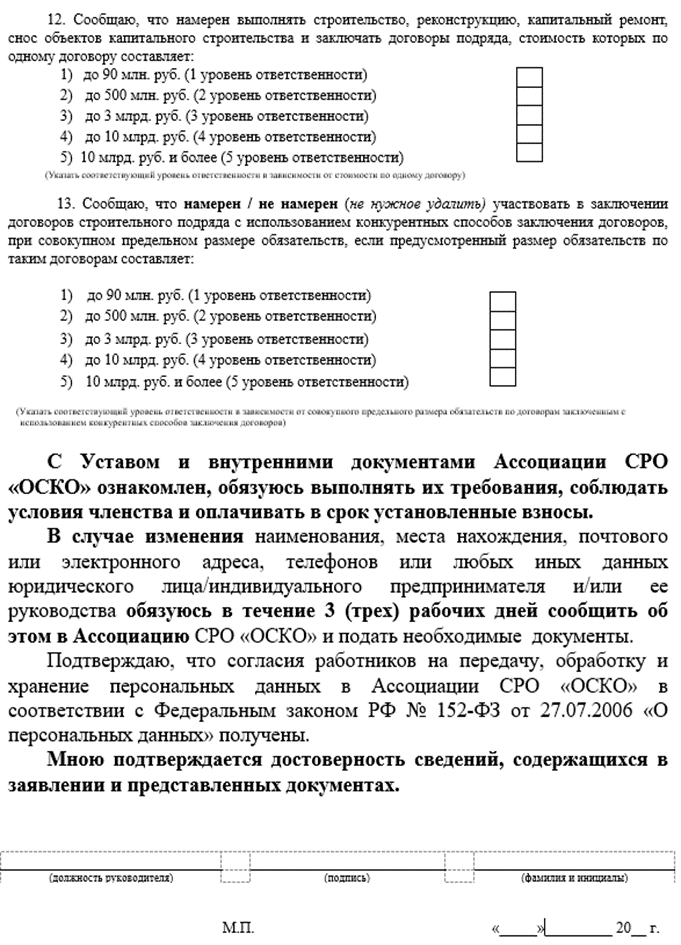 12. Сообщаю, что намерен выполнять строительство, реконструкцию, капитальный ремонт,
снос объектов капитального строительства и заключать договоры подряда, стоимость которых по
одному договору составляет:
1) до 90 млн. руб. (1 уровень ответственности)
2) до 500 млн. руб. (2 уровень ответственности)
3) до 3 млрд. руб. (3 уровень ответственности)
4) до 10 млрд. руб. (4 уровень ответственности)
5) 10 млрд. руб. и более (5 уровень ответственности)
(Указать соответствующий уровень ответственности в зависимости от стоимости по одному договору)
13. Сообщаю, что намерен / не намерен (не нужное удалить) участвовать в заключении
договоров строительного подряда с использованием конкурентных способов заключения договоров,
при совокупном предельном размере обязательств, если предусмотренный размер обязательств по
таким договорам составляет:
1) до 90 млн. руб. (1 уровень ответственности)
2) до 500 млн. руб. (2 уровень ответственности)
3) до 3 млрд. руб. (3 уровень ответственности)
4) до 10 млрд. руб. (4 уровень ответственности)
5) 10 млрд. руб. и более (5 уровень ответственности)
(Указать соответствующий уровень ответственности в зависимости от совокупного предельного размера обязательств по договорам заключенным с
использованием конкурентных способов заключения договоров)
С Уставом и внутренними документами Ассоциации СРО
«ОСКО» ознакомлен, обязуюсь выполнять их требования, соблюдать
условия членства и оплачивать в срок установленные взносы.
В случае изменения наименования, места нахождения, почтового
или электронного адреса, телефонов или любых иных данных
юридического лица/индивидуального предпринимателя и/или ее
руководства обязуюсь в течение 3 (трех) рабочих дней сообщить об
этом в Ассоциацию СРО «ОСКО» и подать необходимые документы.
Подтверждаю, что согласия работников на передачу, обработку и
хранение персональных данных в Ассоциации СРО «ОСКО» в
соответствии с Федеральным законом РФ № 152-ФЗ от 27.07.2006 «О
персональных данных» получены.
Мною подтверждается достоверность сведений, содержащихся в
заявлении и представленных документах.
(должность руководителя) (подпись) (фамилия и инициалы)
М.П. «_____»_________ 20__ г.